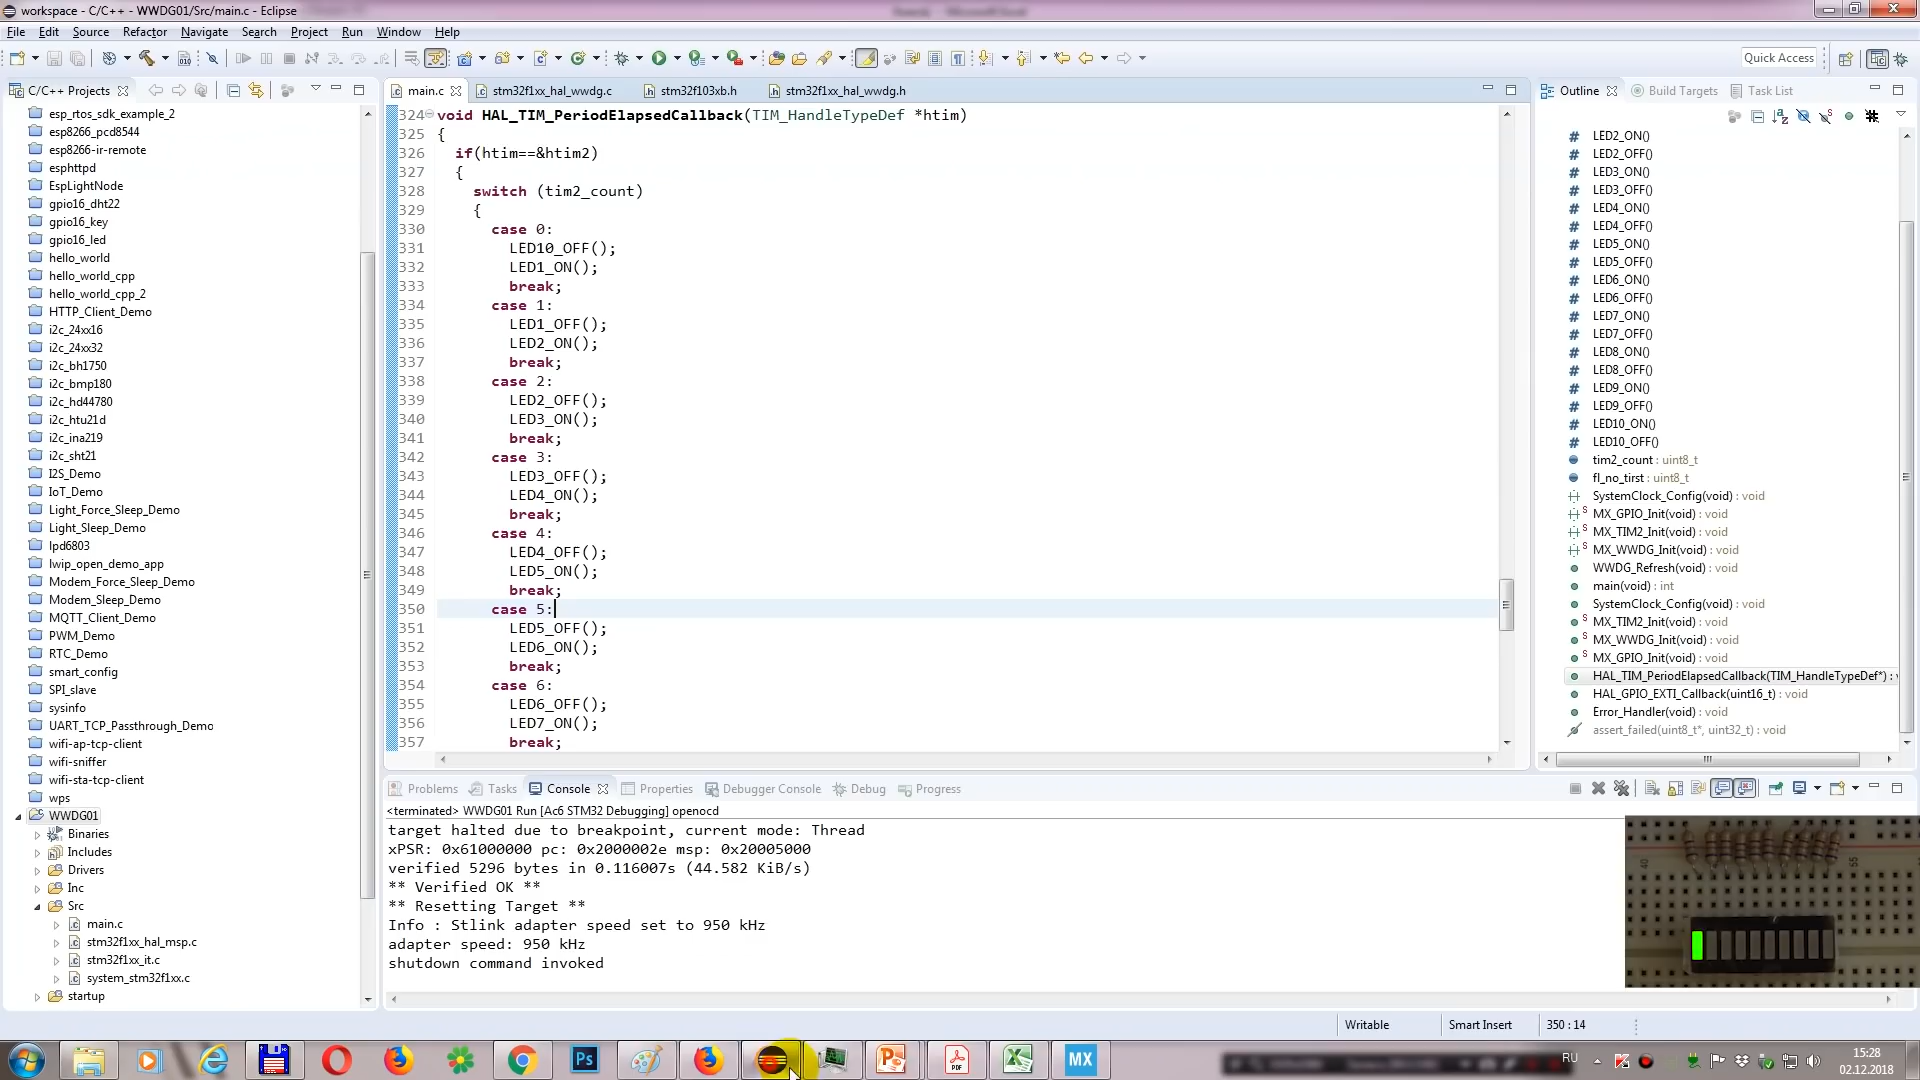 workspace - C/C++ - WWDG01/Src/main.c - Eclipse
File Edit Source Refactor Navigate Search Project Run Window Help
Quick Access
C/C++ Projects
esp_rtos_sdk_example_2
esp8266_pcd8544
esp8266-ir-remote
esphttpd
EspLightNode
gpio16_dht22
gpio16_key
gpio16_led
hello_world
hello_world_cpp
hello_world_cpp_2
HTTP_Client_Demo
i2c_24xx16
i2c_24xx32
i2c_bh1750
i2c_bmp180
i2c_hd44780
i2c_htu21d
i2c_ina219
i2c_sht21
I2S_Demo
IoT_Demo
Light_Force_Sleep_Demo
Light_Sleep_Demo
lpd6803
lwip_open_demo_app
Modem_Force_Sleep_Demo
Modem_Sleep_Demo
MQTT_Client_Demo
PWM_Demo
RTC_Demo
smart_config
SPI_slave
sysinfo
UART_TCP_Passthrough_Demo
wifi-ap-tcp-client
wifi-sniffer
wifi-sta-tcp-client
wps
WWDG01
Binaries
Includes
Drivers
Inc
Src
main.c
stm32f1xx_hal_msp.c
stm32f1xx_it.c
system_stm32f1xx.c
startup
main.c stm32f1xx_hal_wwdg.c stm32f103xb.h stm32f1xx_hal_wwdg.h
324 void HAL_TIM_PeriodElapsedCallback(TIM_HandleTypeDef *htim)
325 {
326 if(htim==&htim2)
327 {
328 switch (tim2_count)
329 {
330 case 0:
331 LED10_OFF();
332 LED1_ON();
333 break;
334 case 1:
335 LED1_OFF();
336 LED2_ON();
337 break;
338 case 2:
339 LED2_OFF();
340 LED3_ON();
341 break;
342 case 3:
343 LED3_OFF();
344 LED4_ON();
345 break;
346 case 4:
347 LED4_OFF();
348 LED5_ON();
349 break;
350 case 5:
351 LED5_OFF();
352 LED6_ON();
353 break;
354 case 6:
355 LED6_OFF();
356 LED7_ON();
357 break;
Outline Build Targets Task List
LED2_ON()
LED2_OFF()
LED3_ON()
LED3_OFF()
LED4_ON()
LED4_OFF()
LED5_ON()
LED5_OFF()
LED6_ON()
LED6_OFF()
LED7_ON()
LED7_OFF()
LED8_ON()
LED8_OFF()
LED9_ON()
LED9_OFF()
LED10_ON()
LED10_OFF()
tim2_count : uint8_t
fl_no_tirst : uint8_t
SystemClock_Config(void) : void
MX_GPIO_Init(void) : void
MX_TIM2_Init(void) : void
MX_WWDG_Init(void) : void
WWDG_Refresh(void) : void
main(void) : int
SystemClock_Config(void) : void
MX_TIM2_Init(void) : void
MX_WWDG_Init(void) : void
MX_GPIO_Init(void) : void
HAL_TIM_PeriodElapsedCallback(TIM_HandleTypeDef*) :
HAL_GPIO_EXTI_Callback(uint16_t) : void
Error_Handler(void) : void
assert_failed(uint8_t*, uint32_t) : void
Problems Tasks Console Properties Debugger Console Debug Progress
<terminated> WWDG01 Run [Ac6 STM32 Debugging] openocd
target halted due to breakpoint, current mode: Thread
xPSR: 0x61000000 pc: 0x2000002e msp: 0x20005000
verified 5296 bytes in 0.116007s (44.582 KiB/s)
** Verified OK **
** Resetting Target **
Info : Stlink adapter speed set to 950 kHz
adapter speed: 950 kHz
shutdown command invoked
Writable Smart Insert 350 : 14
Ps MX
RU
15:28
02.12.2018